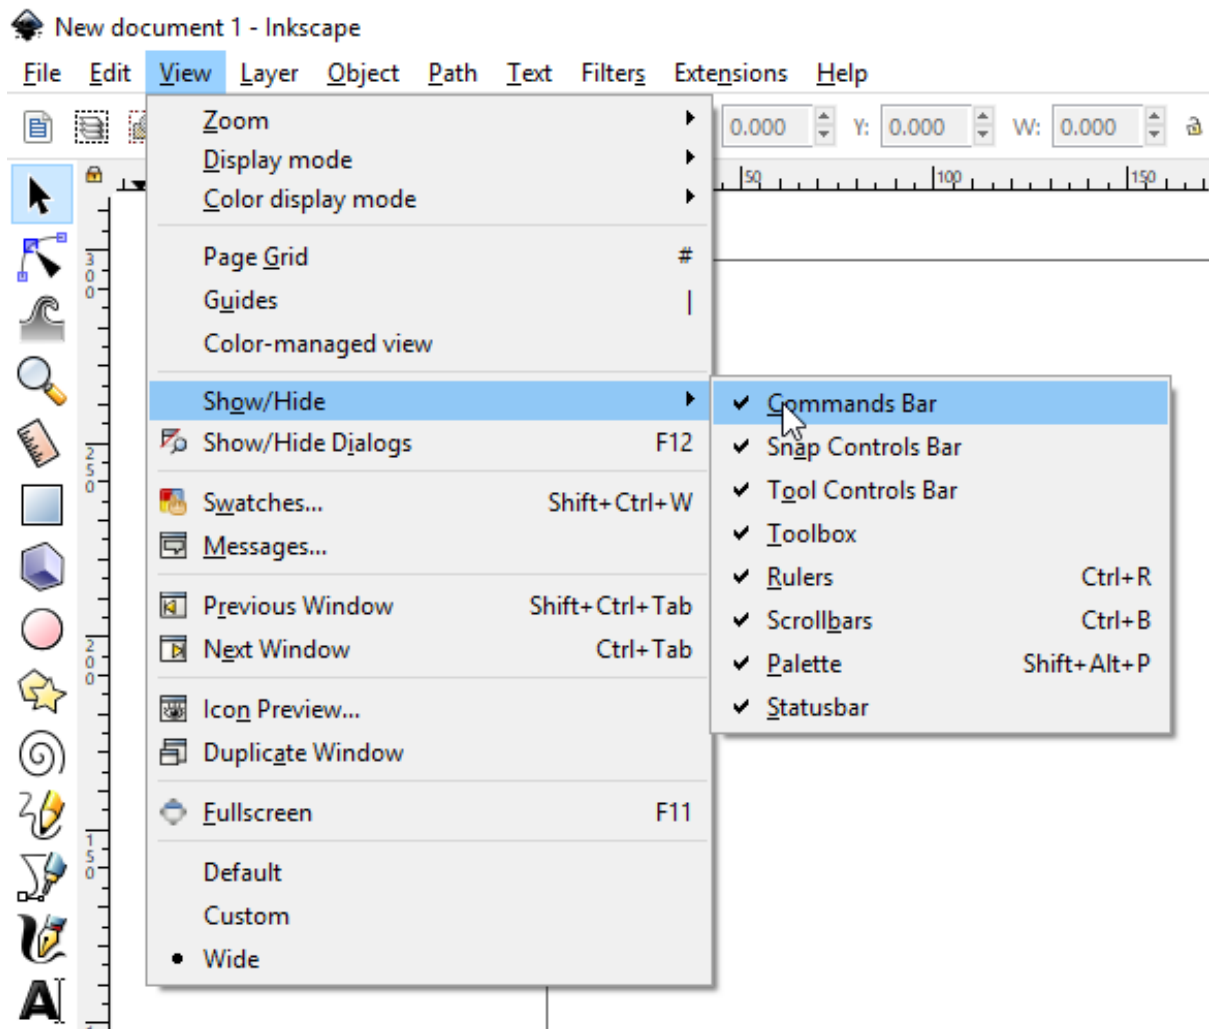 New document 1 - Inkscape
File Edit View Layer Object Path Text Filters Extensions Help
0.000 Y: 0.000 W: 0.000
50 100 150
Zoom
Display mode
Color display mode
Page Grid #
Guides |
Color-managed view
Show/Hide
Show/Hide Dialogs F12
Swatches... Shift+Ctrl+W
Messages...
Previous Window Shift+Ctrl+Tab
Next Window Ctrl+Tab
Icon Preview...
Duplicate Window
Fullscreen F11
Default
Custom
Wide
Commands Bar
Snap Controls Bar
Tool Controls Bar
Toolbox
Rulers Ctrl+R
Scrollbars Ctrl+B
Palette Shift+Alt+P
Statusbar
300
250
200
150